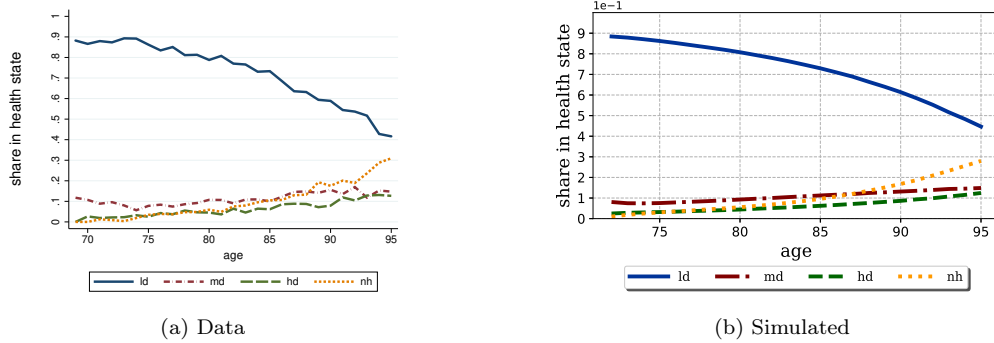 share in health state
1
.9
.8
.7
.6
.5
.4
.3
.2
.1
0
70 75 80 85 90 95
age
ld md hd nh
(a) Data
1e−1
share in health state
9
8
7
6
5
4
3
2
1
0
75 80 85 90 95
age
ld md hd nh
(b) Simulated